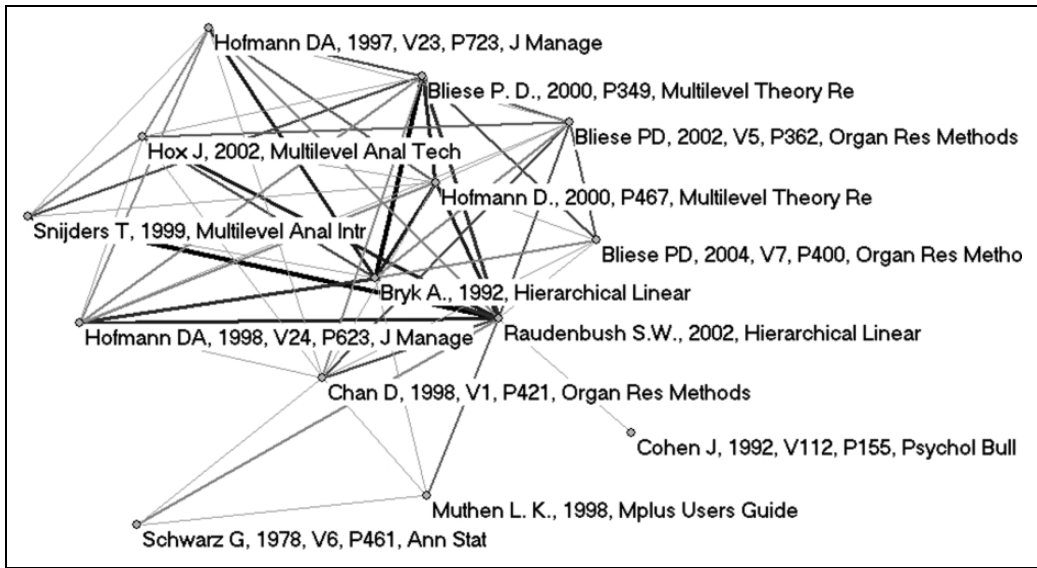 Hofmann DA, 1997, V23, P723, J Manage
Bliese P. D., 2000, P349, Multilevel Theory Re
Bliese PD, 2002, V5, P362, Organ Res Methods
Hox J, 2002, Multilevel Anal Tech
Hofmann D., 2000, P467, Multilevel Theory Re
Snijders T, 1999, Multilevel Anal Intr
Bliese PD, 2004, V7, P400, Organ Res Metho
Bryk A., 1992, Hierarchical Linear
Raudenbush S.W., 2002, Hierarchical Linear
Hofmann DA, 1998, V24, P623, J Manage
Chan D, 1998, V1, P421, Organ Res Methods
Cohen J, 1992, V112, P155, Psychol Bull
Muthen L. K., 1998, Mplus Users Guide
Schwarz G, 1978, V6, P461, Ann Stat